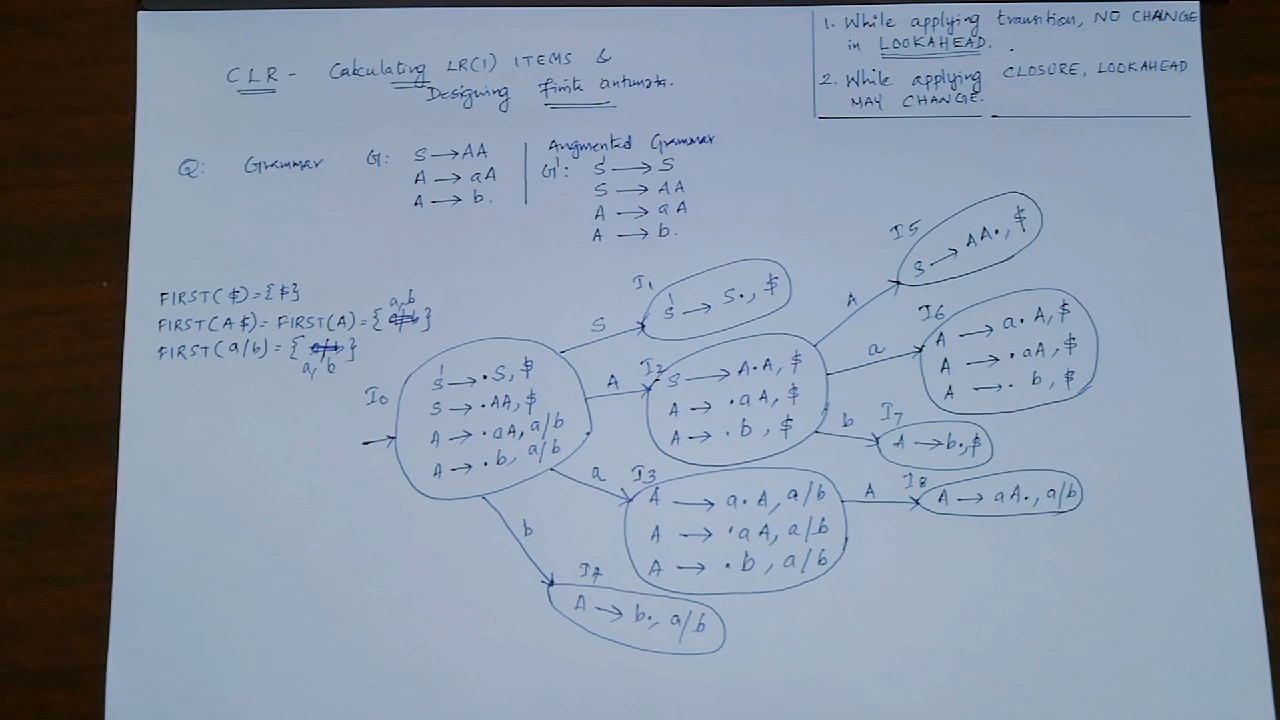 CLR - Calculating LR(1) ITEMS &
Designing Finite automata.
1. While applying transition, NO CHANGE
in LOOKAHEAD.
2. While applying CLOSURE, LOOKAHEAD
MAY CHANGE.
Q: Grammar G: S → AA
A → aA
A → b.
Augmented Grammar
G': S' → S
S → AA
A → aA
A → b.
FIRST($) = {$}
FIRST(A$) = FIRST(A) = { a,b }
FIRST(a/b) = { a, b }
I0
S' → .S, $
S → .AA, $
A → .aA, a/b
A → .b, a/b
S
I1
S' → S., $
A
I2
S → A.A, $
A → .aA, $
A → .b, $
a
I3
A → a.A, a/b
A → .aA, a/b
A → .b, a/b
b
I4
A → b., a/b
A
I5
S → AA., $
a
I6
A → a.A, $
A → .aA, $
A → .b, $
b
I7
A → b., $
A
I8
A → aA., a/b